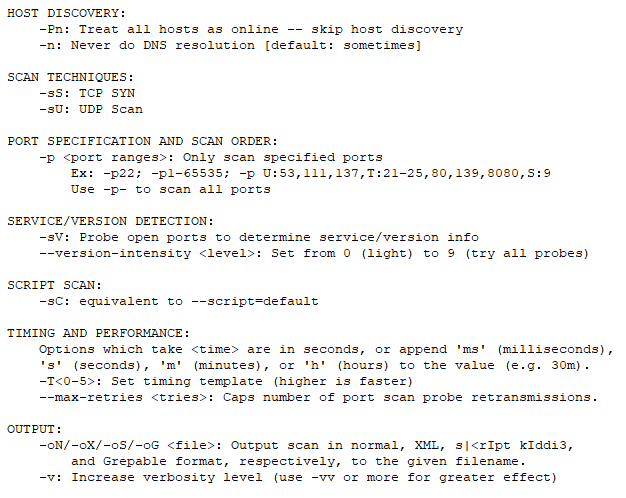 HOST DISCOVERY:
-Pn: Treat all hosts as online -- skip host discovery
-n: Never do DNS resolution [default: sometimes]
SCAN TECHNIQUES:
-sS: TCP SYN
-sU: UDP Scan
PORT SPECIFICATION AND SCAN ORDER:
-p <port ranges>: Only scan specified ports
Ex: -p22; -p1-65535; -p U:53,111,137,T:21-25,80,139,8080,S:9
Use -p- to scan all ports
SERVICE/VERSION DETECTION:
-sV: Probe open ports to determine service/version info
--version-intensity <level>: Set from 0 (light) to 9 (try all probes)
SCRIPT SCAN:
-sC: equivalent to --script=default
TIMING AND PERFORMANCE:
Options which take <time> are in seconds, or append 'ms' (milliseconds),
's' (seconds), 'm' (minutes), or 'h' (hours) to the value (e.g. 30m).
-T<0-5>: Set timing template (higher is faster)
--max-retries <tries>: Caps number of port scan probe retransmissions.
OUTPUT:
-oN/-oX/-oS/-oG <file>: Output scan in normal, XML, s|<rIpt kIddi3,
and Grepable format, respectively, to the given filename.
-v: Increase verbosity level (use -vv or more for greater effect)